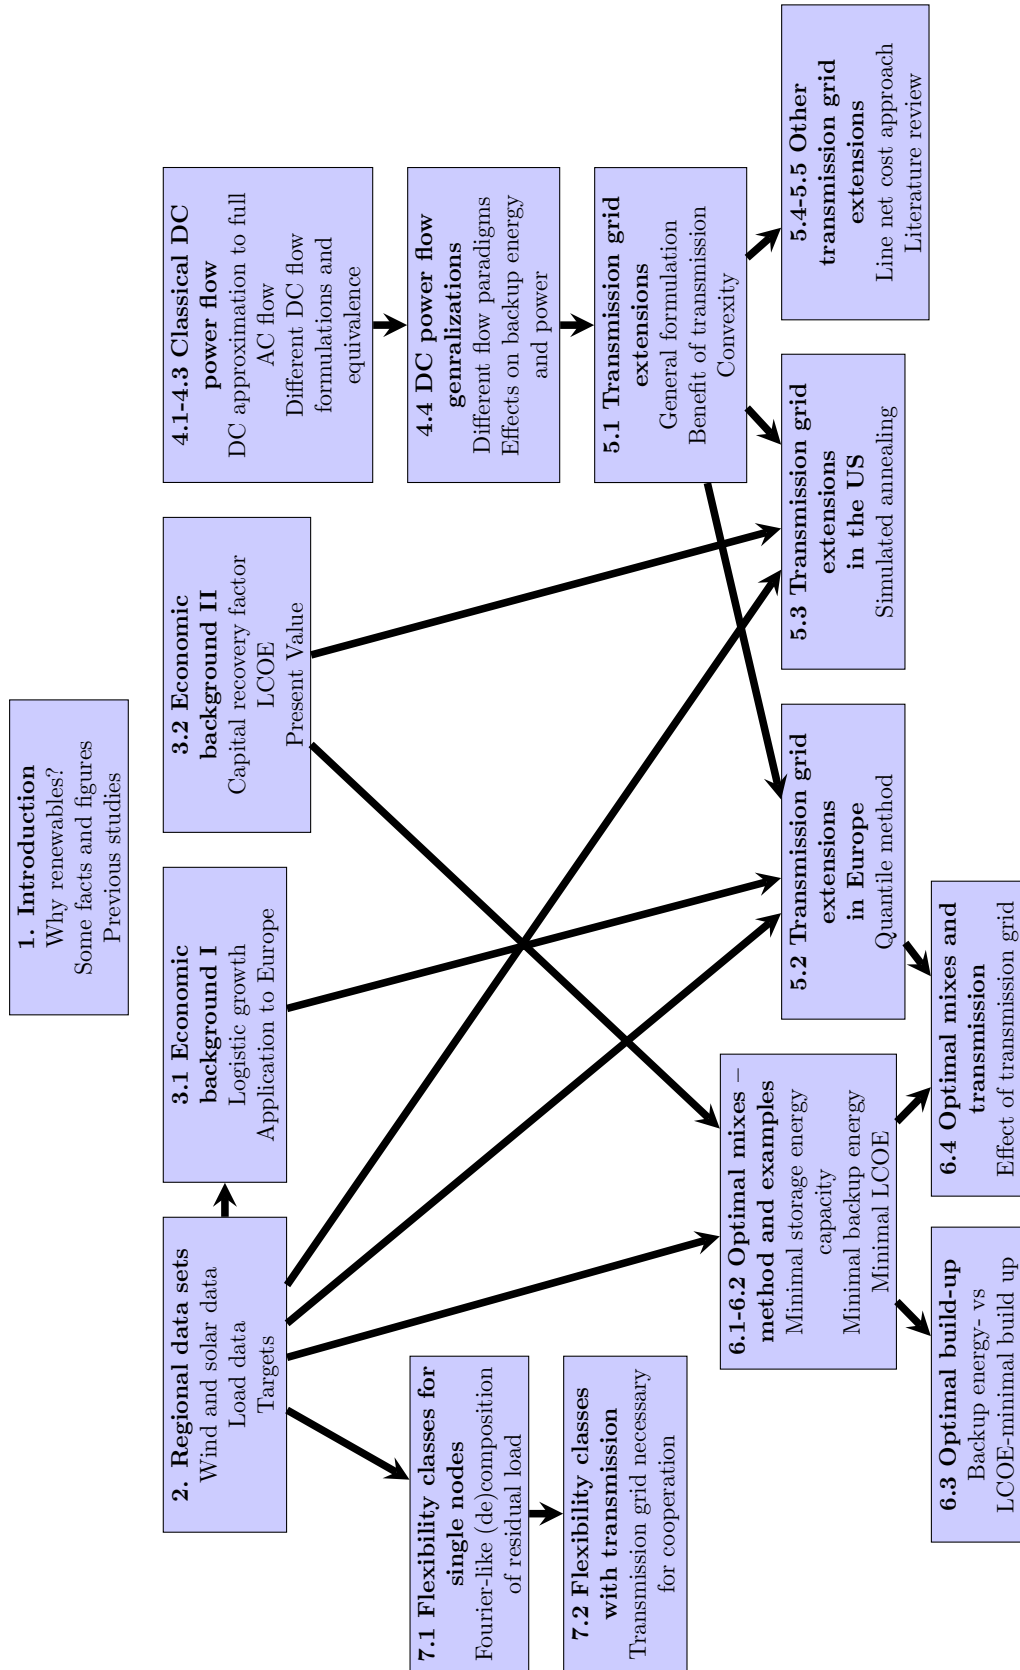 1. Introduction
Why renewables?
Some facts and figures
Previous studies
2. Regional data sets
Wind and solar data
Load data
Targets
3.1 Economic
background I
Logistic growth
Application to Europe
3.2 Economic
background II
Capital recovery factor
LCOE
Present Value
4.1-4.3 Classical DC
power flow
DC approximation to full
AC flow
Different DC flow
formulations and
equivalence
7.1 Flexibility classes for
single nodes
Fourier-like (de)composition
of residual load
4.4 DC power flow
genralizations
Different flow paradigms
Effects on backup energy
and power
7.2 Flexibility classes
with transmission
Transmission grid necessary
for cooperation
5.1 Transmission grid
extensions
General formulation
Benefit of transmission
Convexity
6.1-6.2 Optimal mixes –
method and examples
Minimal storage energy
capacity
Minimal backup energy
Minimal LCOE
5.2 Transmission grid
extensions
in Europe
Quantile method
5.3 Transmission grid
extensions
in the US
Simulated annealing
5.4-5.5 Other
transmission grid
extensions
Line net cost approach
Literature review
6.3 Optimal build-up
Backup energy- vs
LCOE-minimal build up
6.4 Optimal mixes and
transmission
Effect of transmission grid